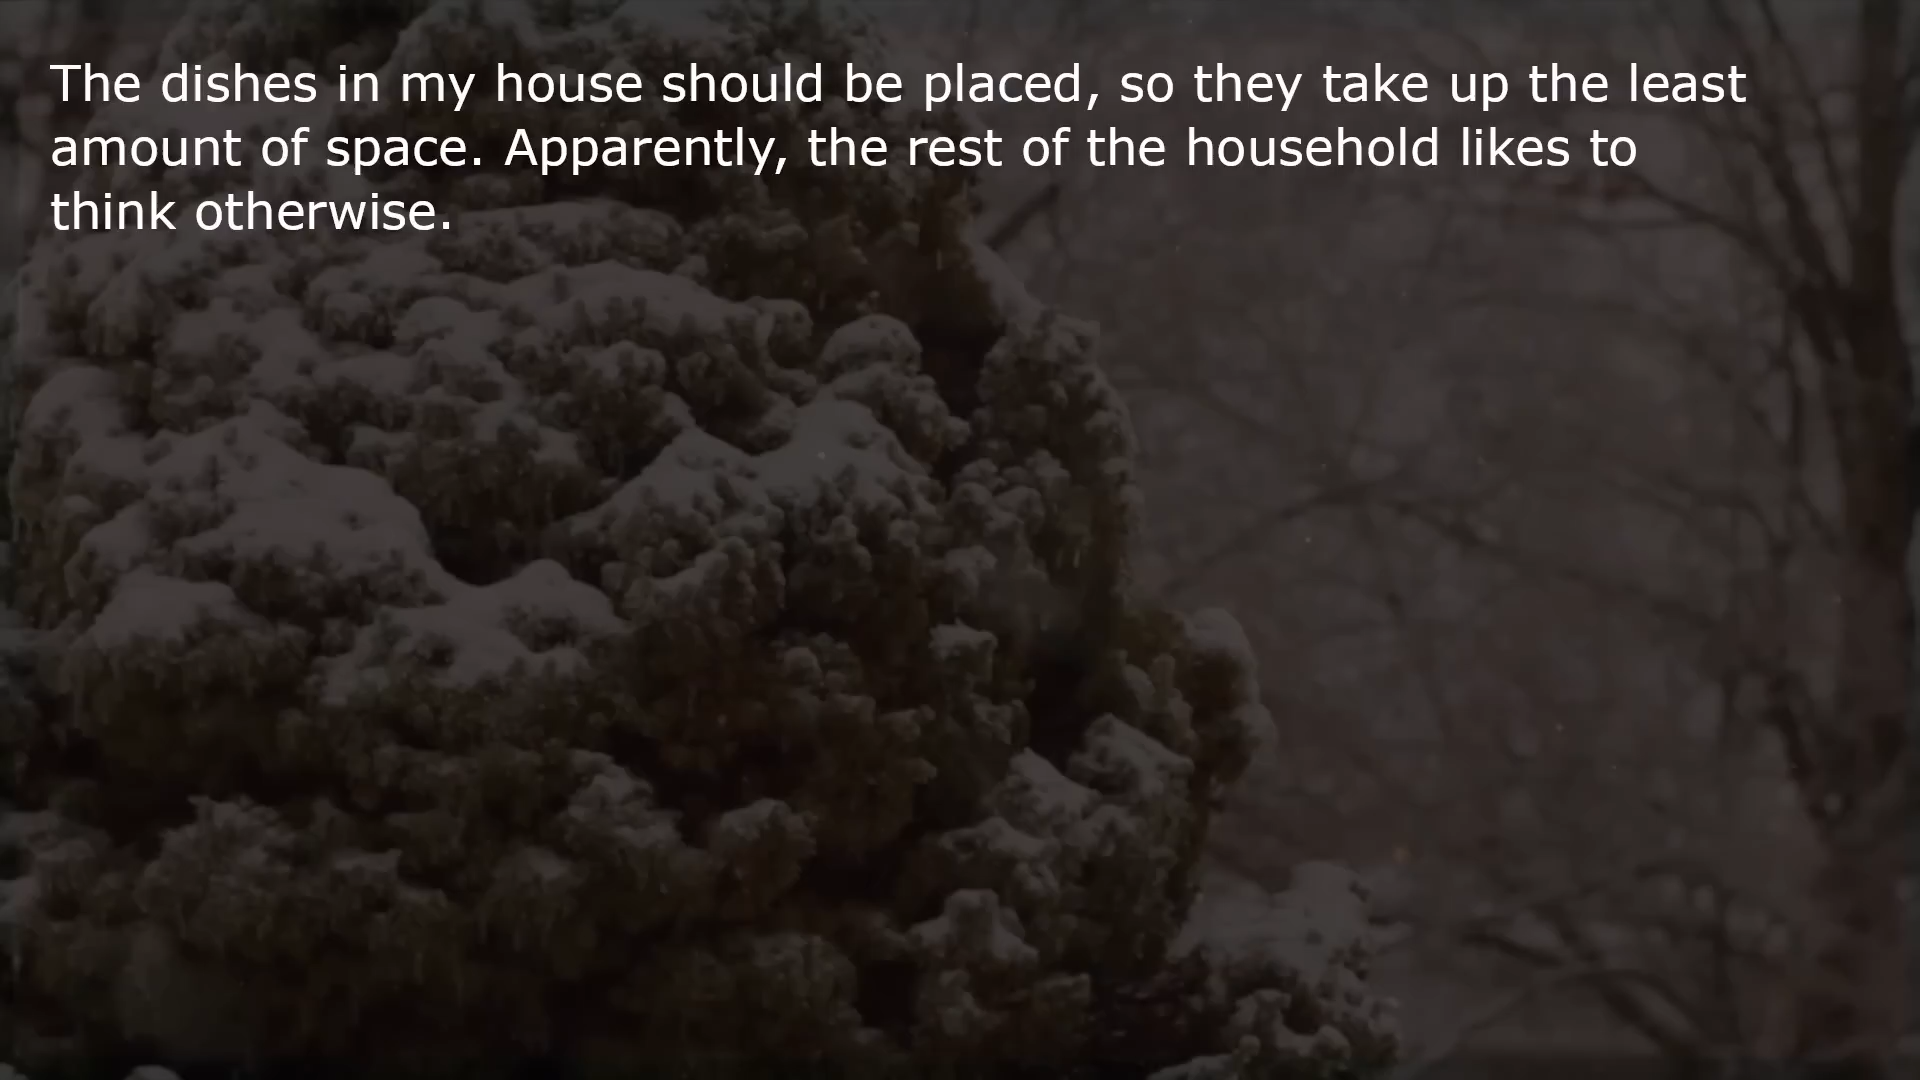 The dishes in my house should be placed, so they take up the least
amount of space. Apparently, the rest of the household likes to
think otherwise.